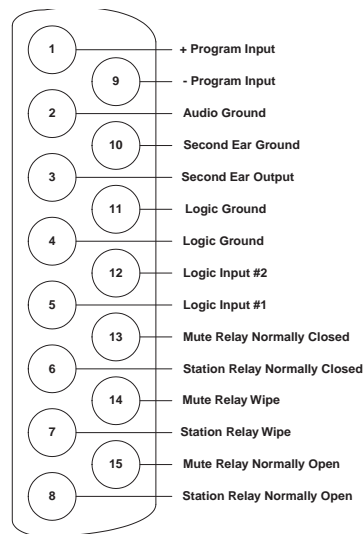 1 + Program Input
9 - Program Input
2 Audio Ground
10 Second Ear Ground
3 Second Ear Output
11 Logic Ground
4 Logic Ground
12 Logic Input #2
5 Logic Input #1
13 Mute Relay Normally Closed
6 Station Relay Normally Closed
14 Mute Relay Wipe
7 Station Relay Wipe
15 Mute Relay Normally Open
8 Station Relay Normally Open